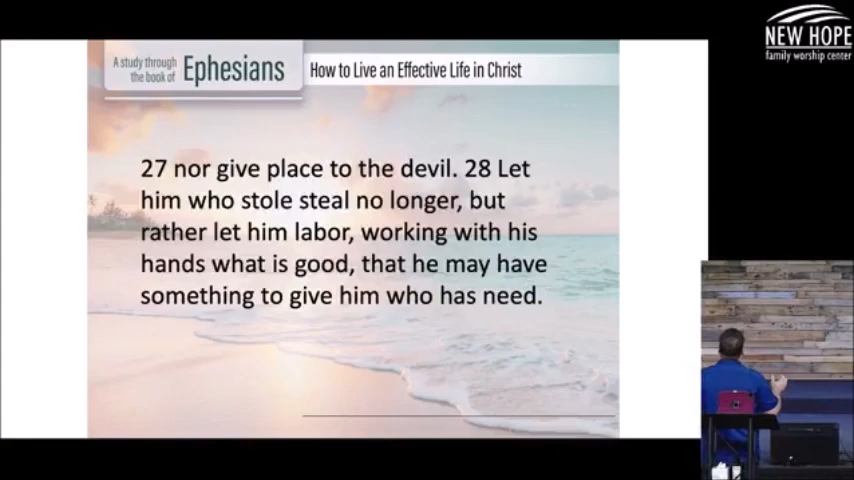 A study through
the book of
Ephesians
How to Live an Effective Life in Christ
NEW HOPE
family worship center
27 nor give place to the devil. 28 Let
him who stole steal no longer, but
rather let him labor, working with his
hands what is good, that he may have
something to give him who has need.